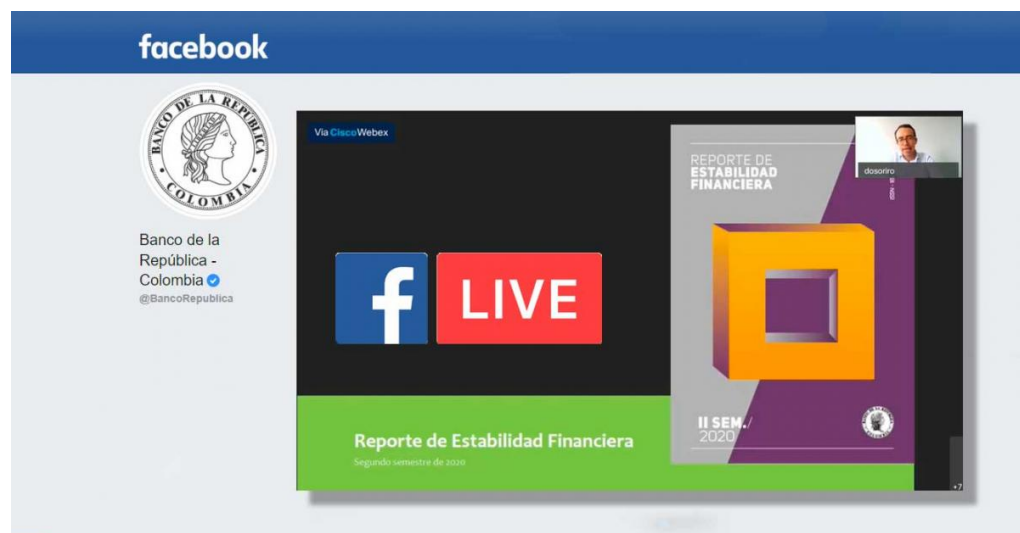 facebook
BANCO DE LA REPUBLICA
COLOMBIA
Banco de la
República -
Colombia
@BancoRepublica
Via CiscoWebex
f LIVE
Reporte de Estabilidad Financiera
Segundo semestre de 2020
REPORTE DE
ESTABILIDAD
FINANCIERA
dosoriro
II SEM./
2020
+7